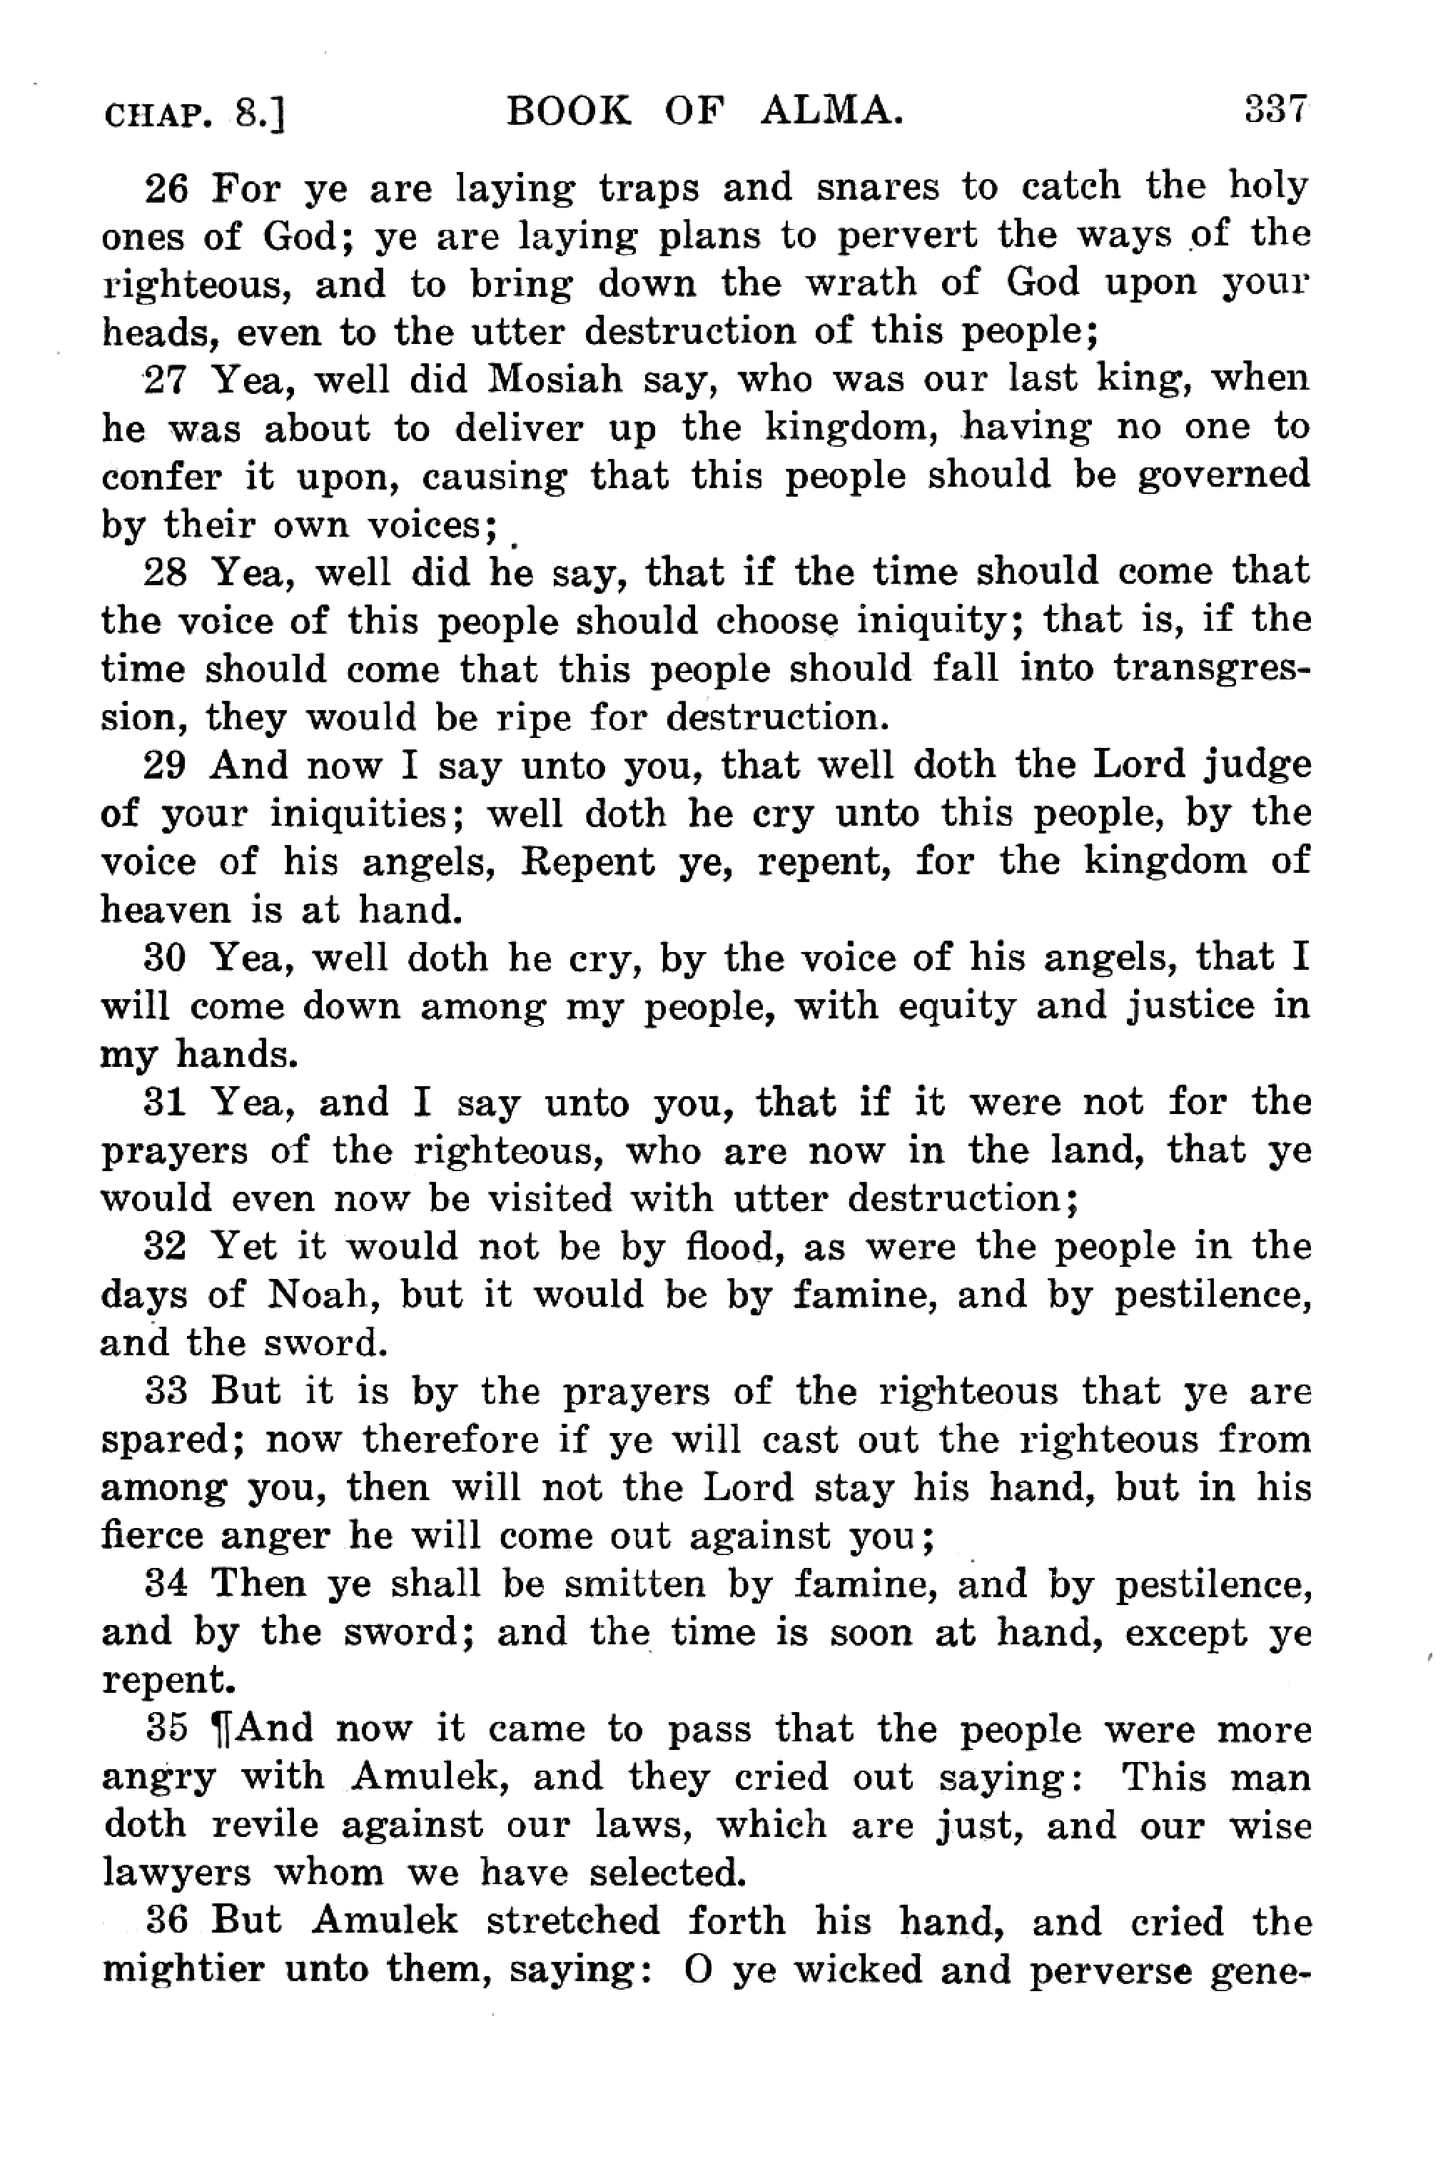 CHAP. 8.] BOOK OF ALMA. 337
26 For ye are laying traps and snares to catch the holy
ones of God; ye are laying plans to pervert the ways of the
righteous, and to bring down the wrath of God upon your
heads, even to the utter destruction of this people;
27 Yea, well did Mosiah say, who was our last king, when
he was about to deliver up the kingdom, having no one to
confer it upon, causing that this people should be governed
by their own voices;
28 Yea, well did he say, that if the time should come that
the voice of this people should choose iniquity; that is, if the
time should come that this people should fall into transgres-
sion, they would be ripe for destruction.
29 And now I say unto you, that well doth the Lord judge
of your iniquities; well doth he cry unto this people, by the
voice of his angels, Repent ye, repent, for the kingdom of
heaven is at hand.
30 Yea, well doth he cry, by the voice of his angels, that I
will come down among my people, with equity and justice in
my hands.
31 Yea, and I say unto you, that if it were not for the
prayers of the righteous, who are now in the land, that ye
would even now be visited with utter destruction;
32 Yet it would not be by flood, as were the people in the
days of Noah, but it would be by famine, and by pestilence,
and the sword.
33 But it is by the prayers of the righteous that ye are
spared; now therefore if ye will cast out the righteous from
among you, then will not the Lord stay his hand, but in his
fierce anger he will come out against you;
34 Then ye shall be smitten by famine, and by pestilence,
and by the sword; and the time is soon at hand, except ye
repent.
35 ¶And now it came to pass that the people were more
angry with Amulek, and they cried out saying: This man
doth revile against our laws, which are just, and our wise
lawyers whom we have selected.
36 But Amulek stretched forth his hand, and cried the
mightier unto them, saying: O ye wicked and perverse gene-